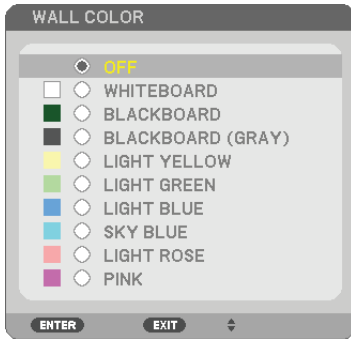 WALL COLOR
OFF
WHITEBOARD
BLACKBOARD
BLACKBOARD (GRAY)
LIGHT YELLOW
LIGHT GREEN
LIGHT BLUE
SKY BLUE
LIGHT ROSE
PINK
ENTER EXIT